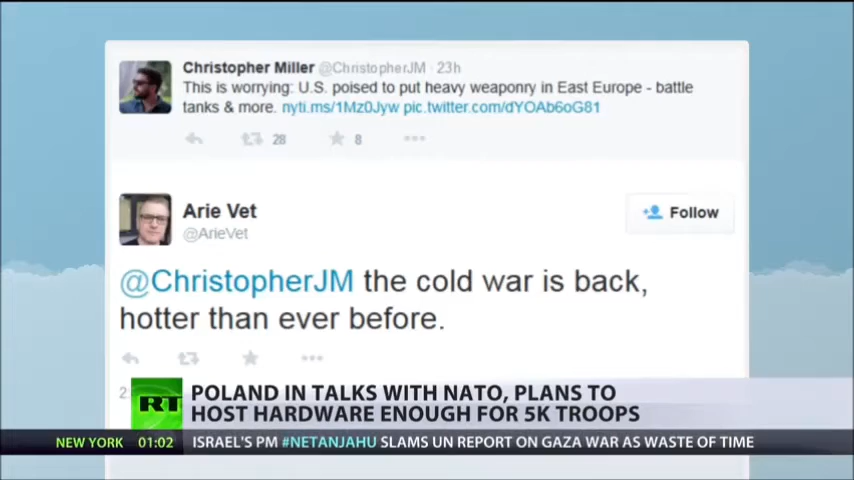 Christopher Miller @ChristopherJM · 23h
This is worrying: U.S. poised to put heavy weaponry in East Europe - battle
tanks & more. nyti.ms/1Mz0Jyw pic.twitter.com/dYOAb6oG81
28 8
Arie Vet
@ArieVet
Follow
@ChristopherJM the cold war is back,
hotter than ever before.
2
RT
POLAND IN TALKS WITH NATO, PLANS TO
HOST HARDWARE ENOUGH FOR 5K TROOPS
NEW YORK 01:02 ISRAEL'S PM #NETANJAHU SLAMS UN REPORT ON GAZA WAR AS WASTE OF TIME